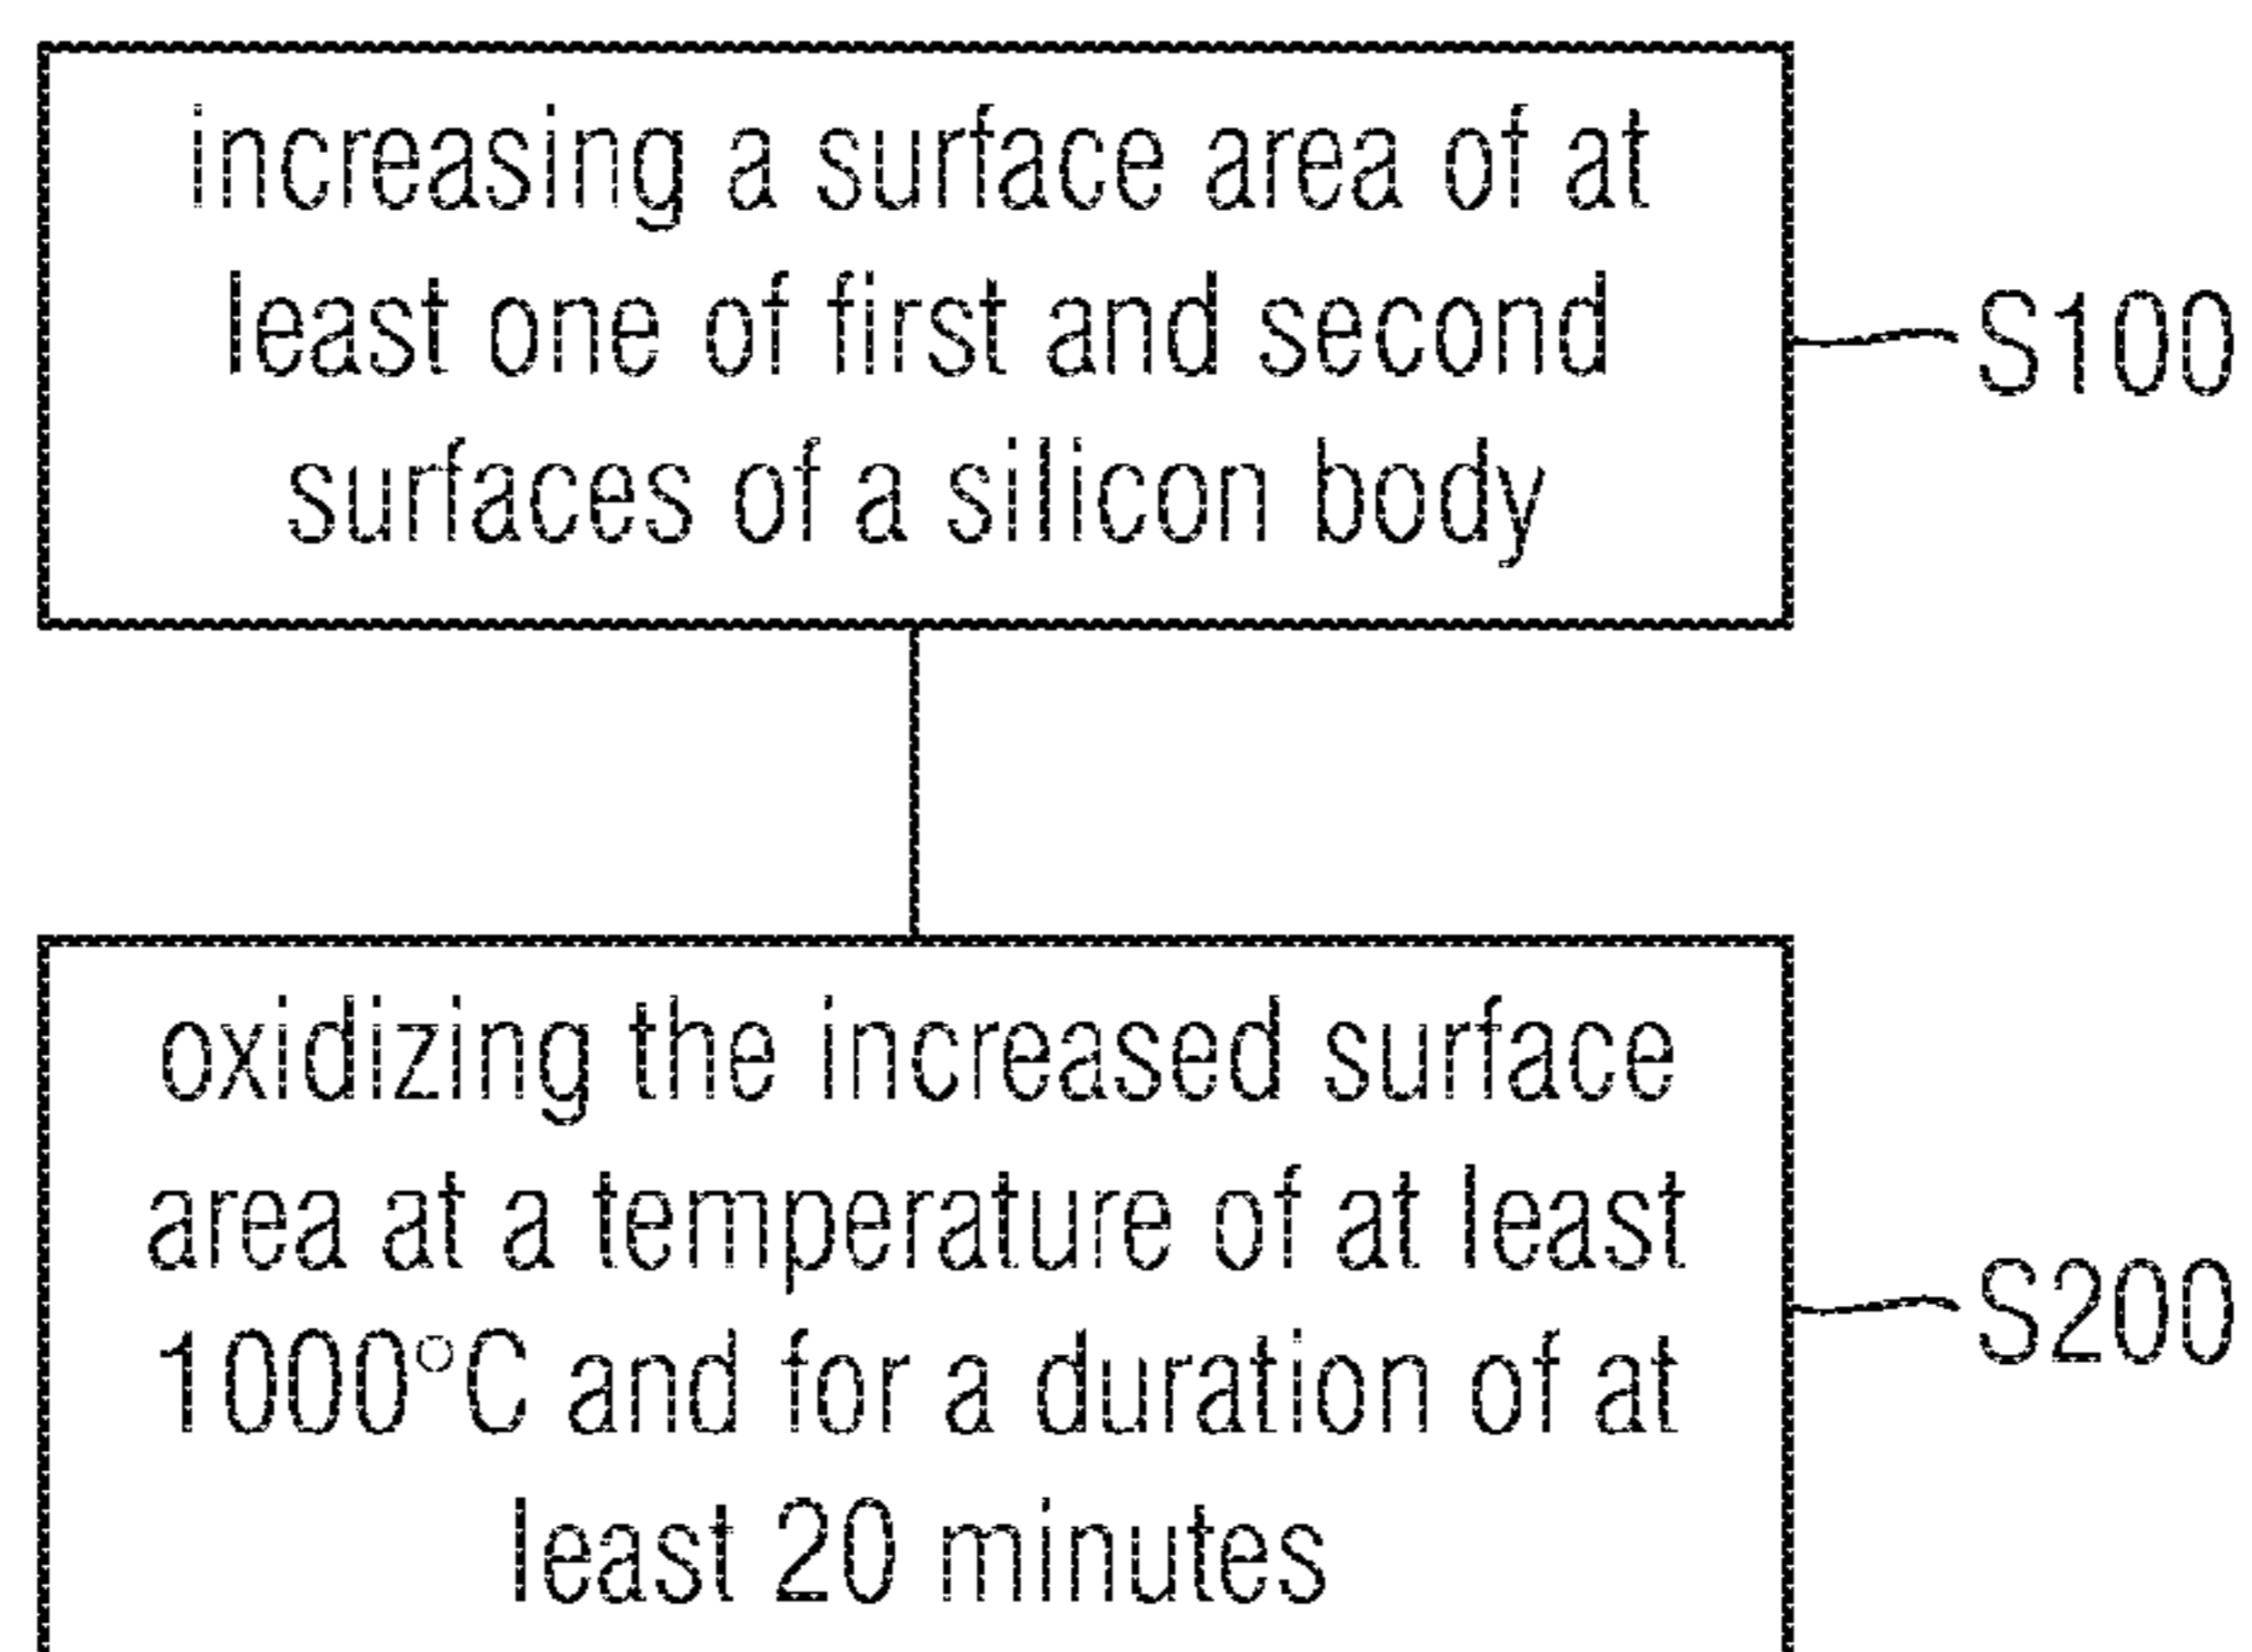 increasing a surface area of at
least one of first and second
surfaces of a silicon body
S100
oxidizing the increased surface
area at a temperature of at least
1000°C and for a duration of at
least 20 minutes
S200